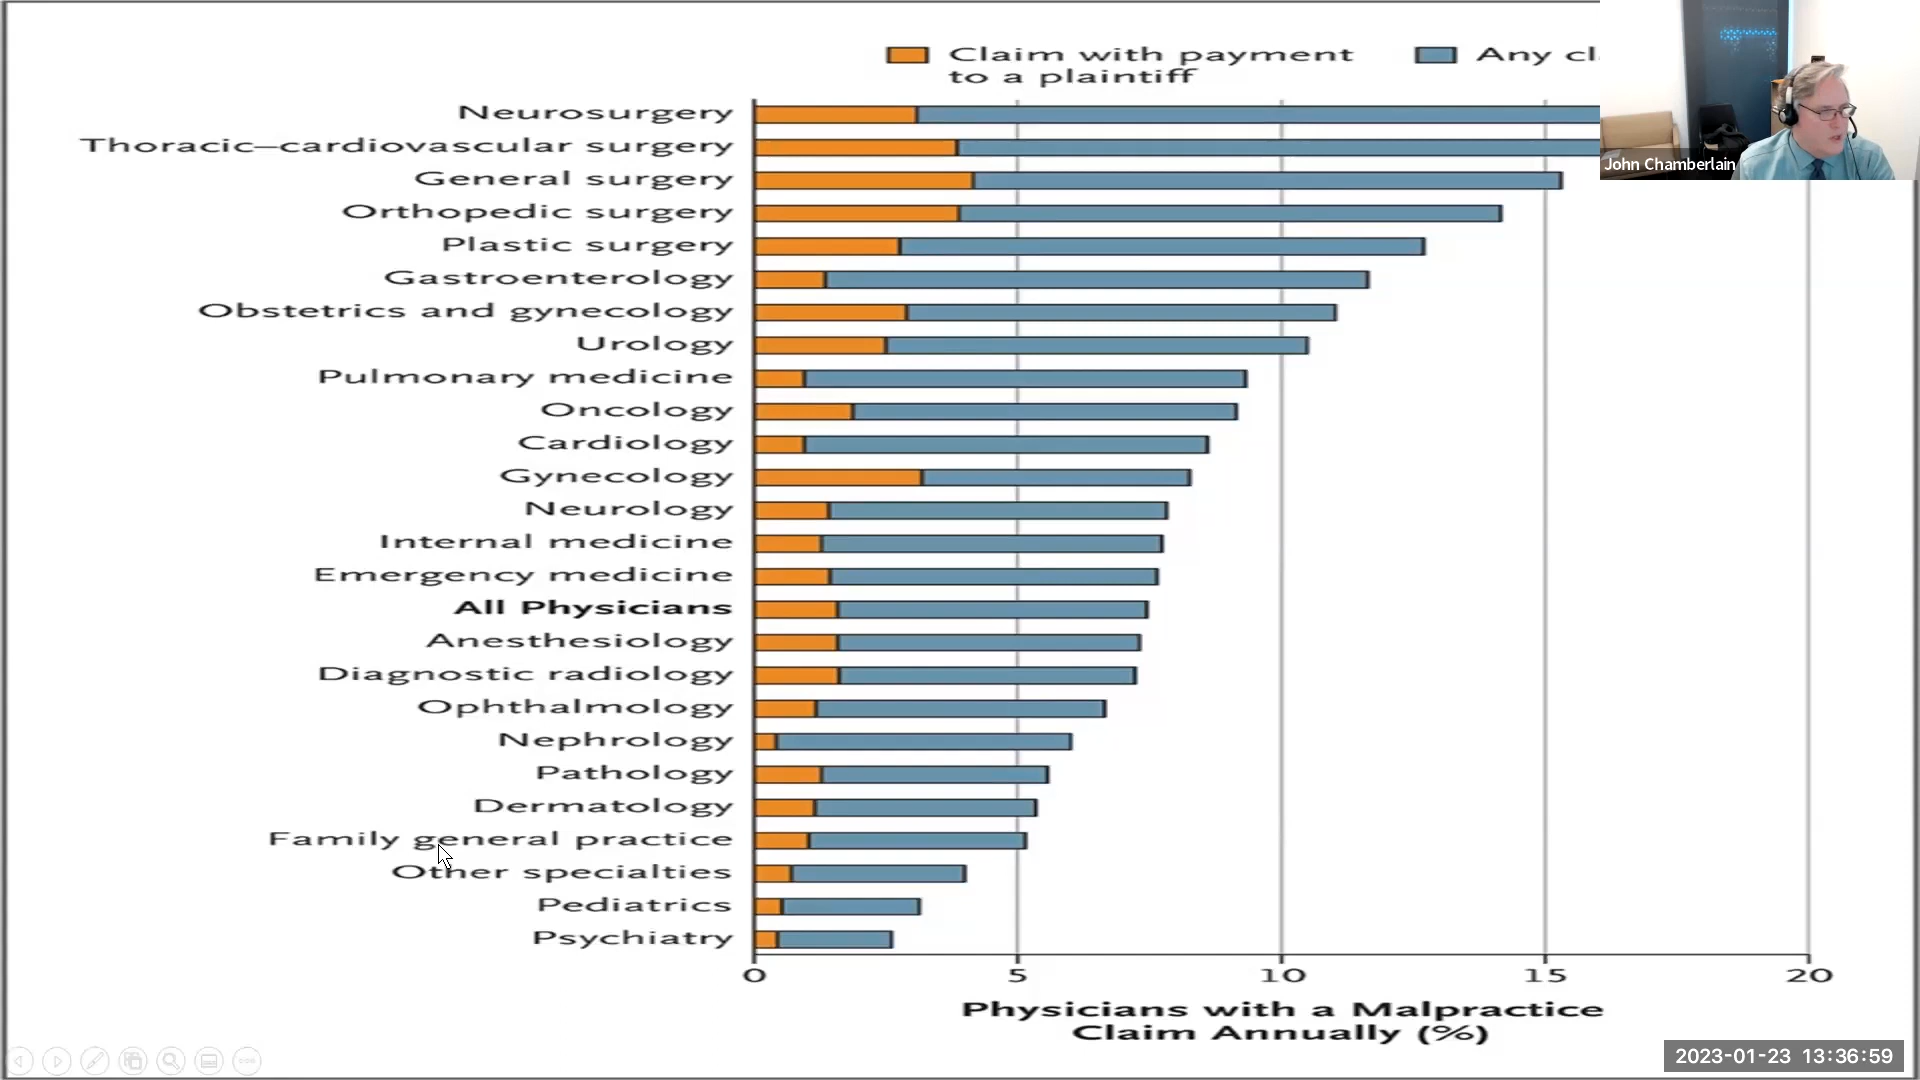 Claim with payment
to a plaintiff
Any
John Chamberlain
Neurosurgery
Thoracic–cardiovascular surgery
General surgery
Orthopedic surgery
Plastic surgery
Gastroenterology
Obstetrics and gynecology
Urology
Pulmonary medicine
Oncology
Cardiology
Gynecology
Neurology
Internal medicine
Emergency medicine
All Physicians
Anesthesiology
Diagnostic radiology
Ophthalmology
Nephrology
Pathology
Dermatology
Family general practice
Other specialties
Pediatrics
Psychiatry
0 5 10 15 20
Physicians with a Malpractice
Claim Annually (%)
2023-01-23 13:36:59